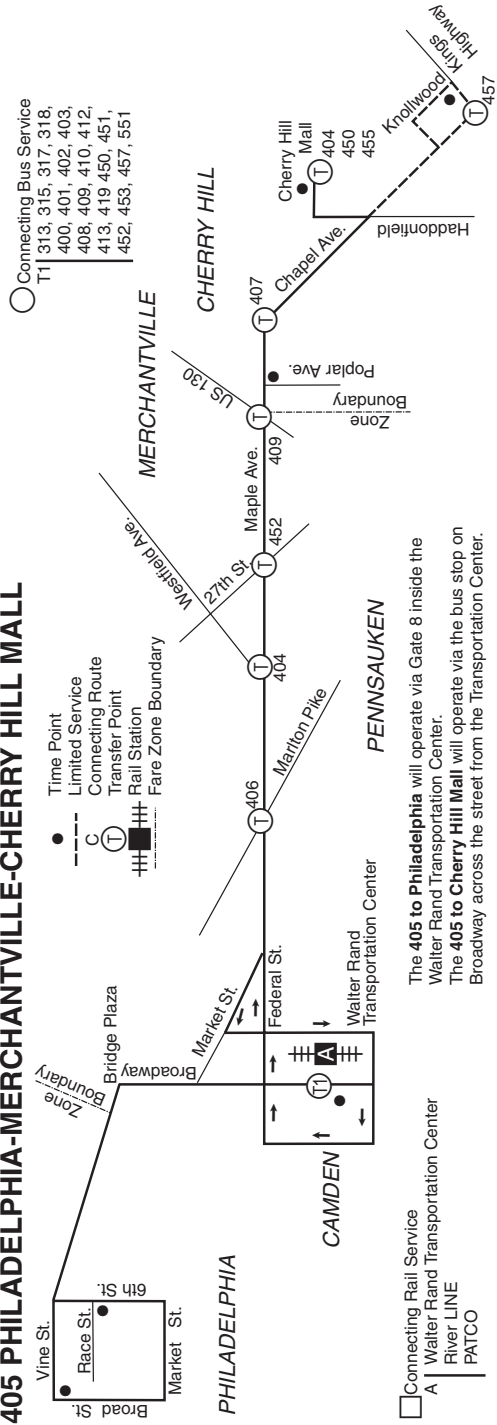 405 PHILADELPHIA-MERCHANTVILLE-CHERRY HILL MALL
Time Point
Limited Service
C Connecting Route
T Transfer Point
Rail Station
Fare Zone Boundary
Connecting Bus Service
T1 313, 315, 317, 318,
400, 401, 402, 403,
408, 409, 410, 412,
413, 419 450, 451,
452, 453, 457, 551
Vine St.
Race St.
Broad St.
6th St.
Market St.
PHILADELPHIA
Zone
Boundary
Bridge Plaza
Broadway
Market St.
Federal St.
T1
A
Walter Rand
Transportation Center
CAMDEN
T
406
Marlton Pike
PENNSAUKEN
T
404
Westfield Ave.
27th St.
T
452
Maple Ave.
MERCHANTVILLE
US 130
T
409
Zone
Boundary
Poplar Ave.
CHERRY HILL
T
407
Chapel Ave.
Cherry Hill
Mall
T
404
450
455
Haddonfield
Knollwood
Kings
Highway
T
457
Connecting Rail Service
A Walter Rand Transportation Center
River LINE
PATCO
The 405 to Philadelphia will operate via Gate 8 inside the
Walter Rand Transportation Center.
The 405 to Cherry Hill Mall will operate via the bus stop on
Broadway across the street from the Transportation Center.